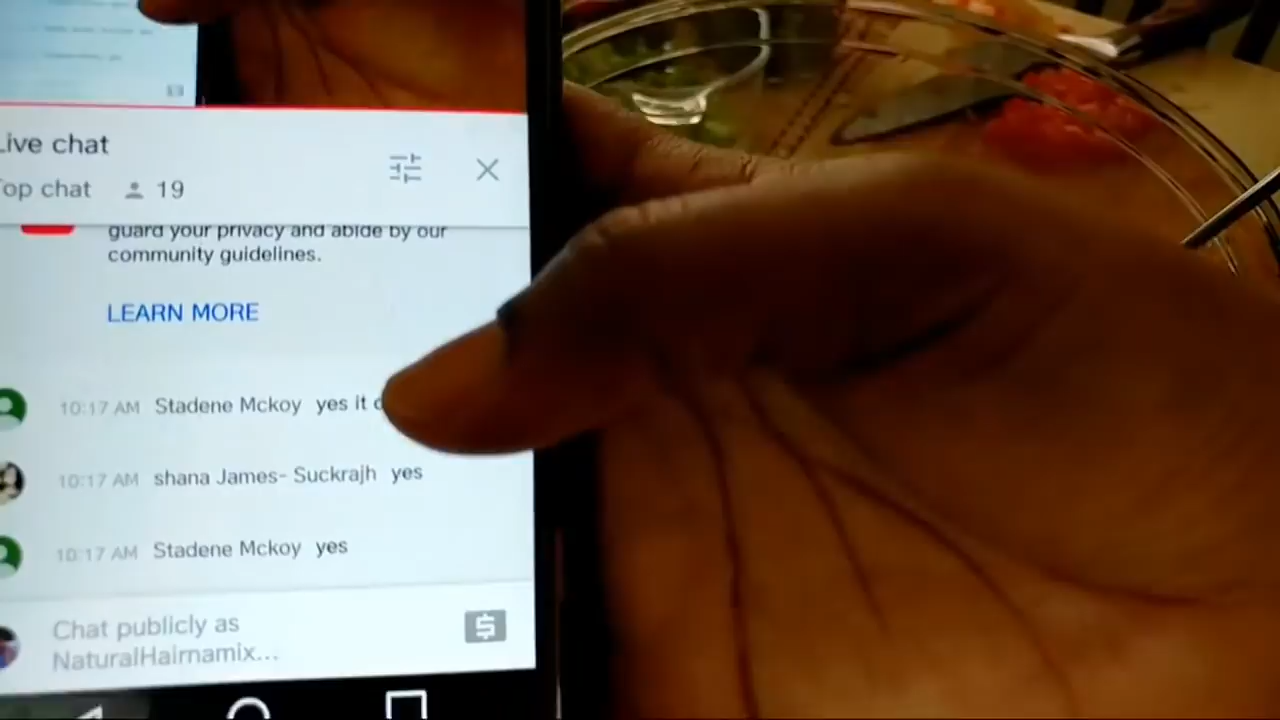 Live chat
Top chat 19
guard your privacy and abide by our
community guidelines.
LEARN MORE
10:17 AM Stadene Mckoy yes it
10:17 AM shana James- Suckrajh yes
10:17 AM Stadene Mckoy yes
Chat publicly as
NaturalHairnamix...
$